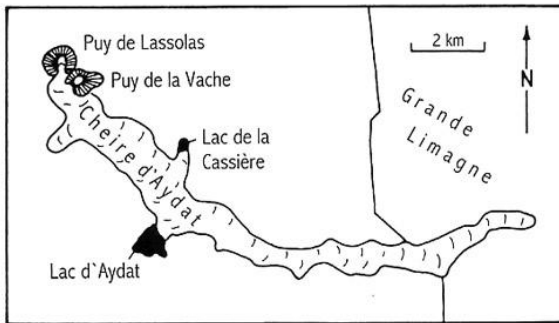 Puy de Lassolas
Puy de la Vache
2 km
N
Grande
Limagne
Cheire d'Aydat
Lac de la
Cassière
Lac d`Aydat